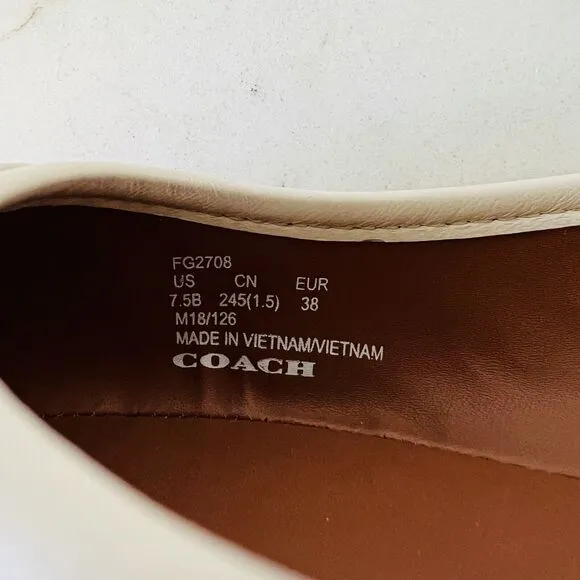 FG2708
US CN EUR
7.5B 245(1.5) 38
M18/126
MADE IN VIETNAM/VIETNAM
COACH